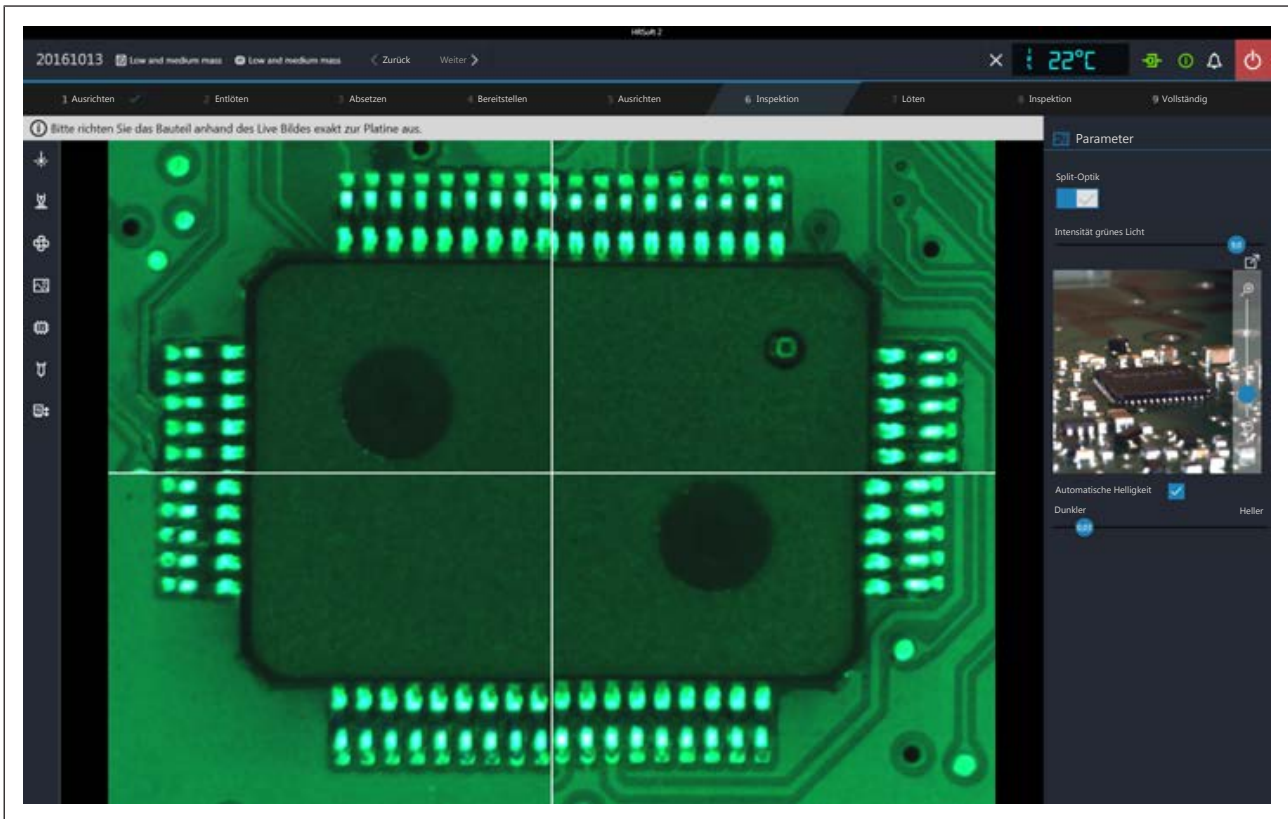 HRSoft 2
20161013 Low and medium mass Low and medium mass Zurück Weiter 22°C
1 Ausrichten 2 Entlöten 3 Absetzen 4 Bereitstellen 5 Ausrichten 6 Inspektion 7 Löten 8 Inspektion 9 Vollständig
Bitte richten Sie das Bauteil anhand des Live Bildes exakt zur Platine aus.
Parameter
Split-Optik
Intensität grünes Licht
Automatische Helligkeit
Dunkler Heller